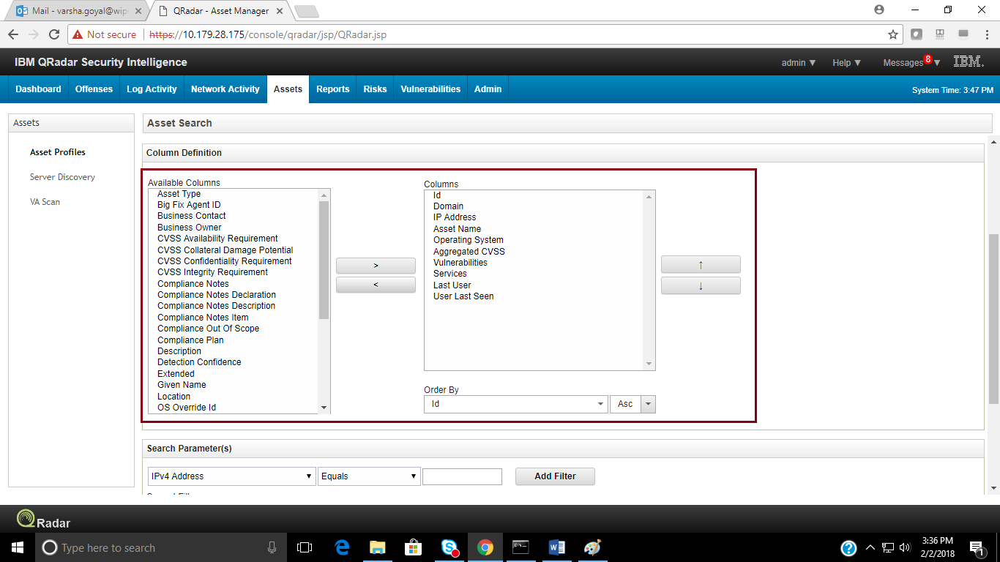 Mail - varsha.goyal@wip
QRadar - Asset Manager
Not secure https://10.179.28.175/console/qradar/jsp/QRadar.jsp
IBM QRadar Security Intelligence
admin Help Messages 8 IBM
Dashboard Offenses Log Activity Network Activity Assets Reports Risks Vulnerabilities Admin
System Time: 3:47 PM
Assets
Asset Profiles
Server Discovery
VA Scan
Asset Search
Column Definition
Available Columns
Asset Type
Big Fix Agent ID
Business Contact
Business Owner
CVSS Availability Requirement
CVSS Collateral Damage Potential
CVSS Confidentiality Requirement
CVSS Integrity Requirement
Compliance Notes
Compliance Notes Declaration
Compliance Notes Description
Compliance Notes Item
Compliance Out Of Scope
Compliance Plan
Description
Detection Confidence
Extended
Given Name
Location
OS Override Id
>
<
Columns
Id
Domain
IP Address
Asset Name
Operating System
Aggregated CVSS
Vulnerabilities
Services
Last User
User Last Seen
↑
↓
Order By
Id Asc
Search Parameter(s)
IPv4 Address Equals Add Filter
QRadar
Type here to search
3:36 PM
2/2/2018
1